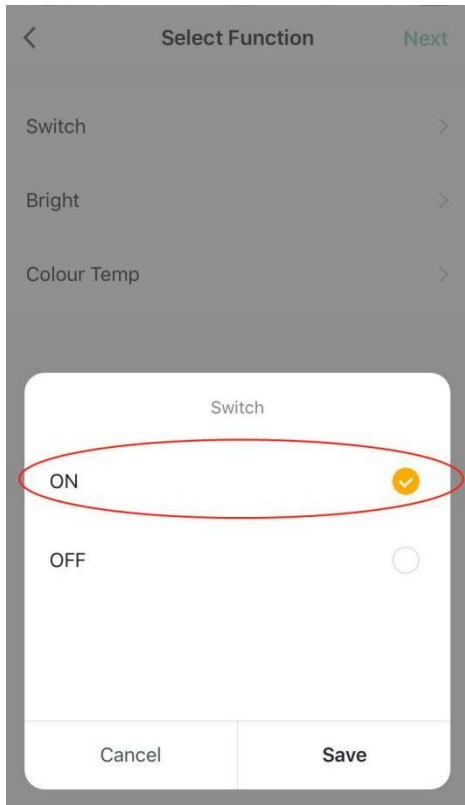 Select Function Next
Switch
Bright
Colour Temp
Switch
ON
OFF
Cancel Save